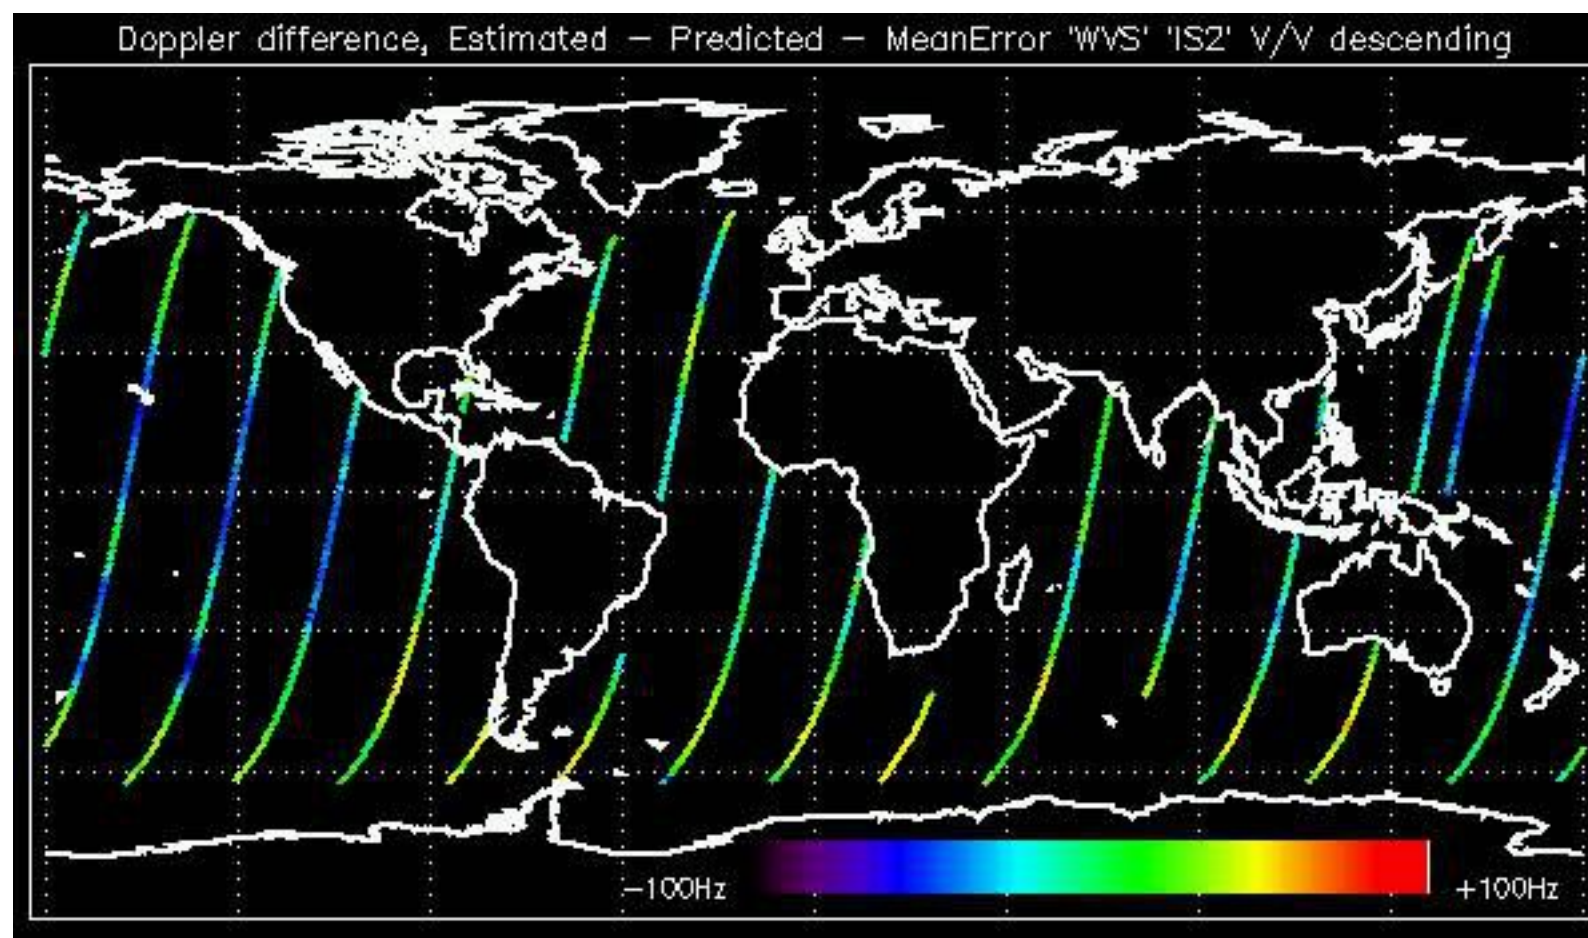 Doppler difference, Estimated - Predicted - MeanError 'WVS' 'IS2' V/V descending
-100Hz
+100Hz